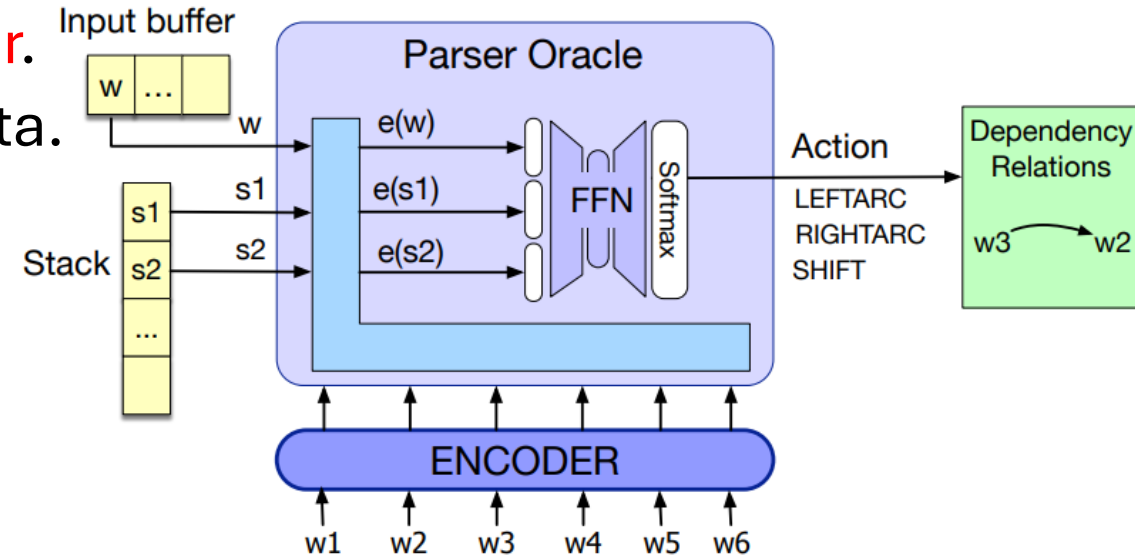 Input buffer
r.
ta.
w ...
w
Parser Oracle
e(w)
s1
s1
e(s1)
Stack
s2
s2
e(s2)
...
FFN
Softmax
Action
LEFTARC
RIGHTARC
SHIFT
Dependency
Relations
w3 w2
ENCODER
w1 w2 w3 w4 w5 w6